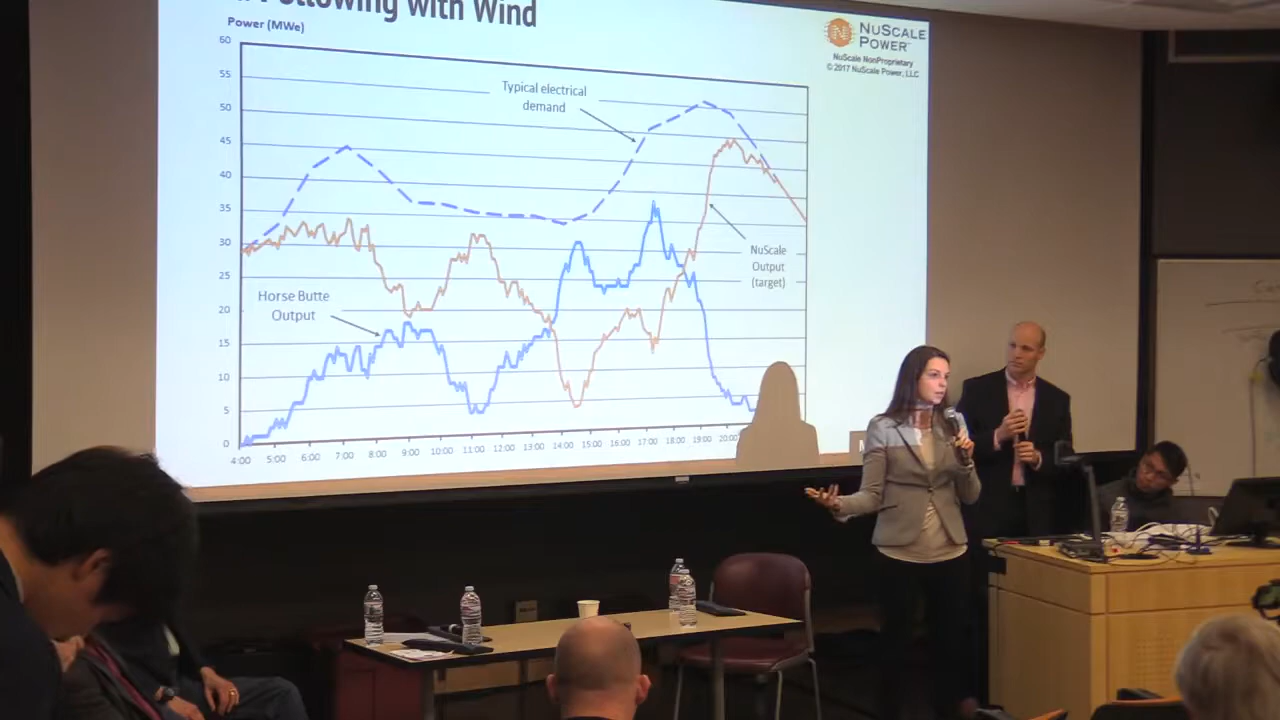 Following with Wind
Power (MWe)
NUSCALE
POWER
NuScale NonProprietary
© 2017 NuScale Power, LLC
60
55
50
45
40
35
30
25
20
15
10
5
0
Typical electrical
demand
NuScale
Output
(target)
Horse Butte
Output
4:00 5:00 6:00 7:00 8:00 9:00 10:00 11:00 12:00 13:00 14:00 15:00 16:00 17:00 19:00 20:00